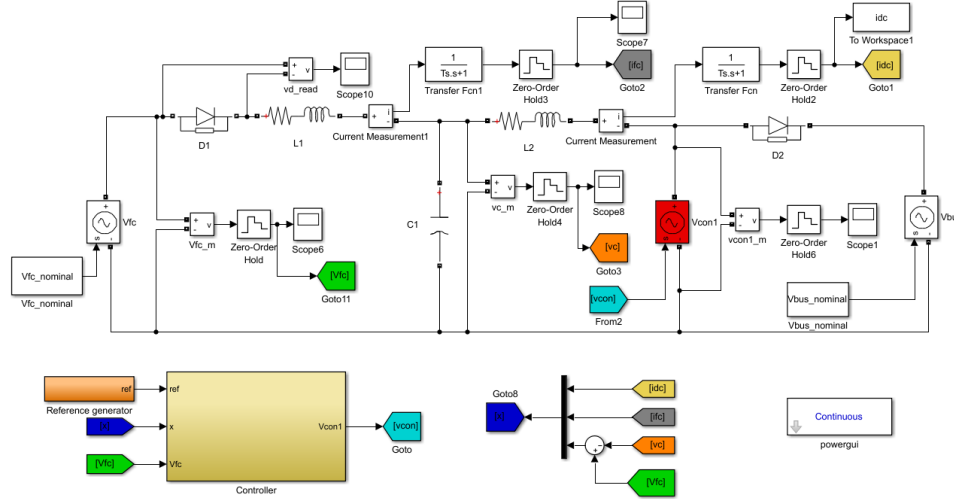 idc
To Workspace1
Scope7
1
Ts.s+1
Transfer Fcn1
Zero-Order
Hold3
[ifc]
Goto2
1
Ts.s+1
Transfer Fcn
Zero-Order
Hold2
[idc]
Goto1
+
-
v
vd_read
Scope10
D1
L1
+
i
-
Current Measurement1
L2
+
i
-
Current Measurement
D2
C1
+
-
v
vc_m
Zero-Order
Hold4
Scope8
[vc]
Goto3
s
+
-
Vfc
+
-
v
Vfc_m
Zero-Order
Hold
Scope6
[Vfc]
Goto11
Vfc_nominal
Vfc_nominal
s
+
-
Vcon1
+
-
v
vcon1_m
Zero-Order
Hold6
Scope1
s
+
-
Vbu
[vcon]
From2
Vbus_nominal
Vbus_nominal
ref
Reference generator
[x]
[Vfc]
ref
x
Vfc
Vcon1
Controller
[vcon]
Goto
Goto8
[x]
[idc]
[ifc]
[vc]
[Vfc]
-
+
Continuous
powergui